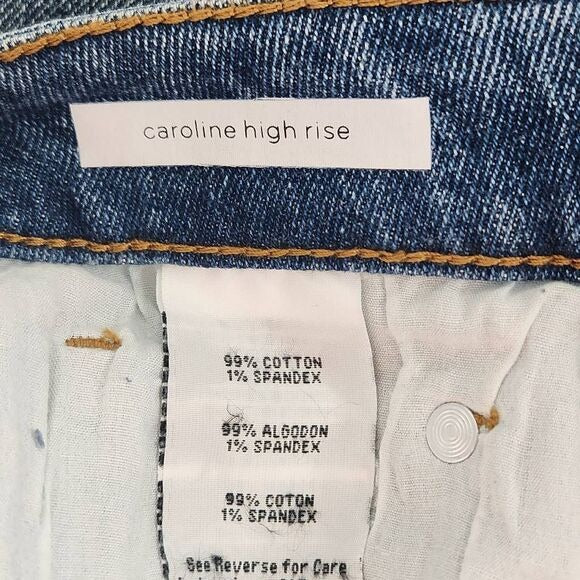 caroline high rise
99% COTTON
1% SPANDEX
99% ALGODON
1% SPANDEX
99% COTON
1% SPANDEX
See Reverse for Care